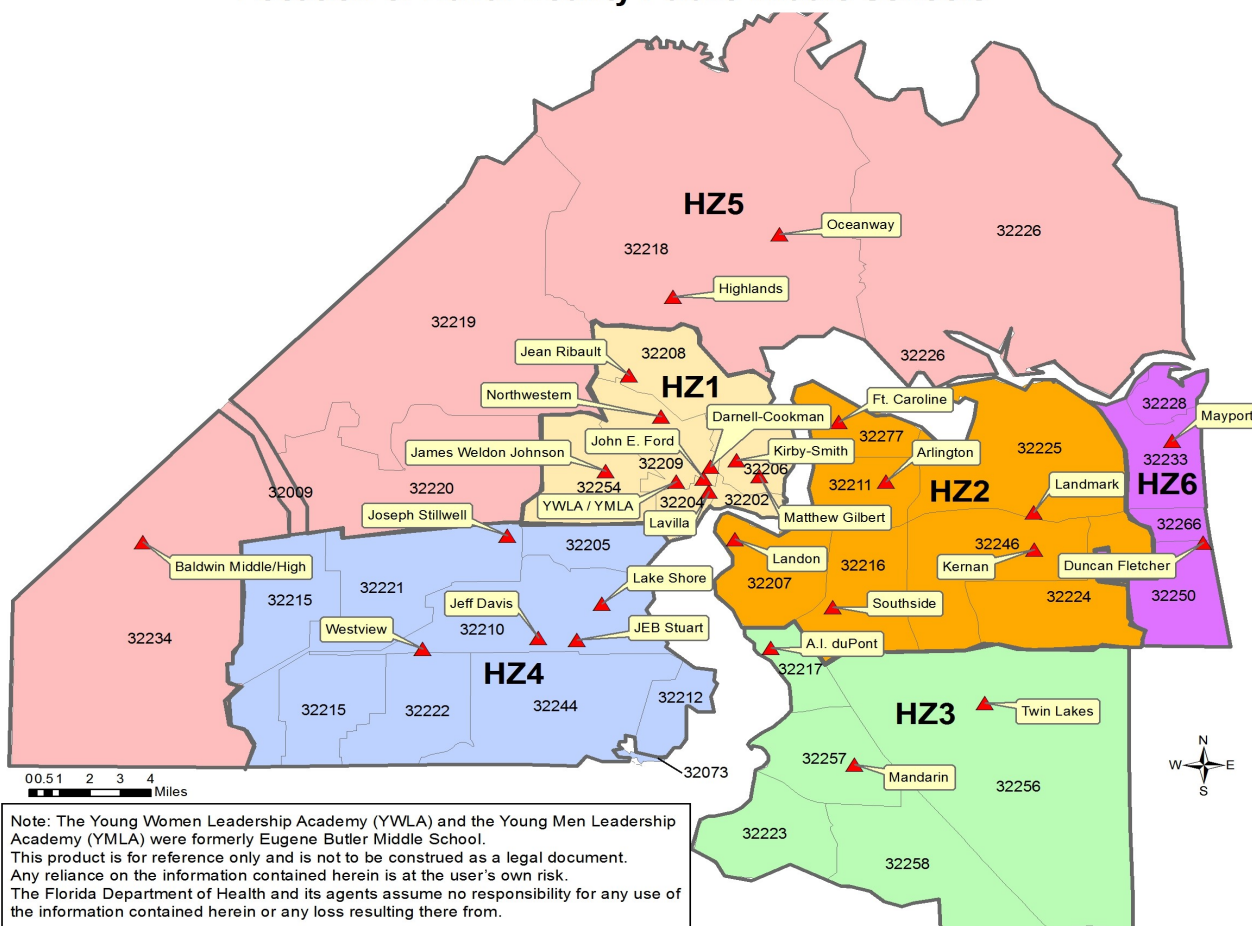 HZ5
Oceanway
32226
32218
Highlands
32219
Jean Ribault
32208
32226
HZ1
Northwestern
Ft. Caroline
Darnell-Cookman
32228
Mayport
John E. Ford
32277
32225
James Weldon Johnson
Kirby-Smith
Arlington
32233
32209
32206
32009
32220
32254
32211
HZ2
Landmark
HZ6
YWLA / YMLA
32204
32202
Joseph Stillwell
Lavilla
Matthew Gilbert
32266
32205
32246
Baldwin Middle/High
Landon
32216
Kernan
Duncan Fletcher
32221
Lake Shore
32207
32215
32224
32250
Jeff Davis
Southside
32234
Westview
32210
JEB Stuart
A.I. duPont
32217
HZ4
32212
32215
32222
32244
HZ3
Twin Lakes
N
W
E
S
32257
Mandarin
32073
32256
0 0.5 1 2 3 4
Miles
32223
32258
Note: The Young Women Leadership Academy (YWLA) and the Young Men Leadership
Academy (YMLA) were formerly Eugene Butler Middle School.
This product is for reference only and is not to be construed as a legal document.
Any reliance on the information contained herein is at the user's own risk.
The Florida Department of Health and its agents assume no responsibility for any use of
the information contained herein or any loss resulting there from.